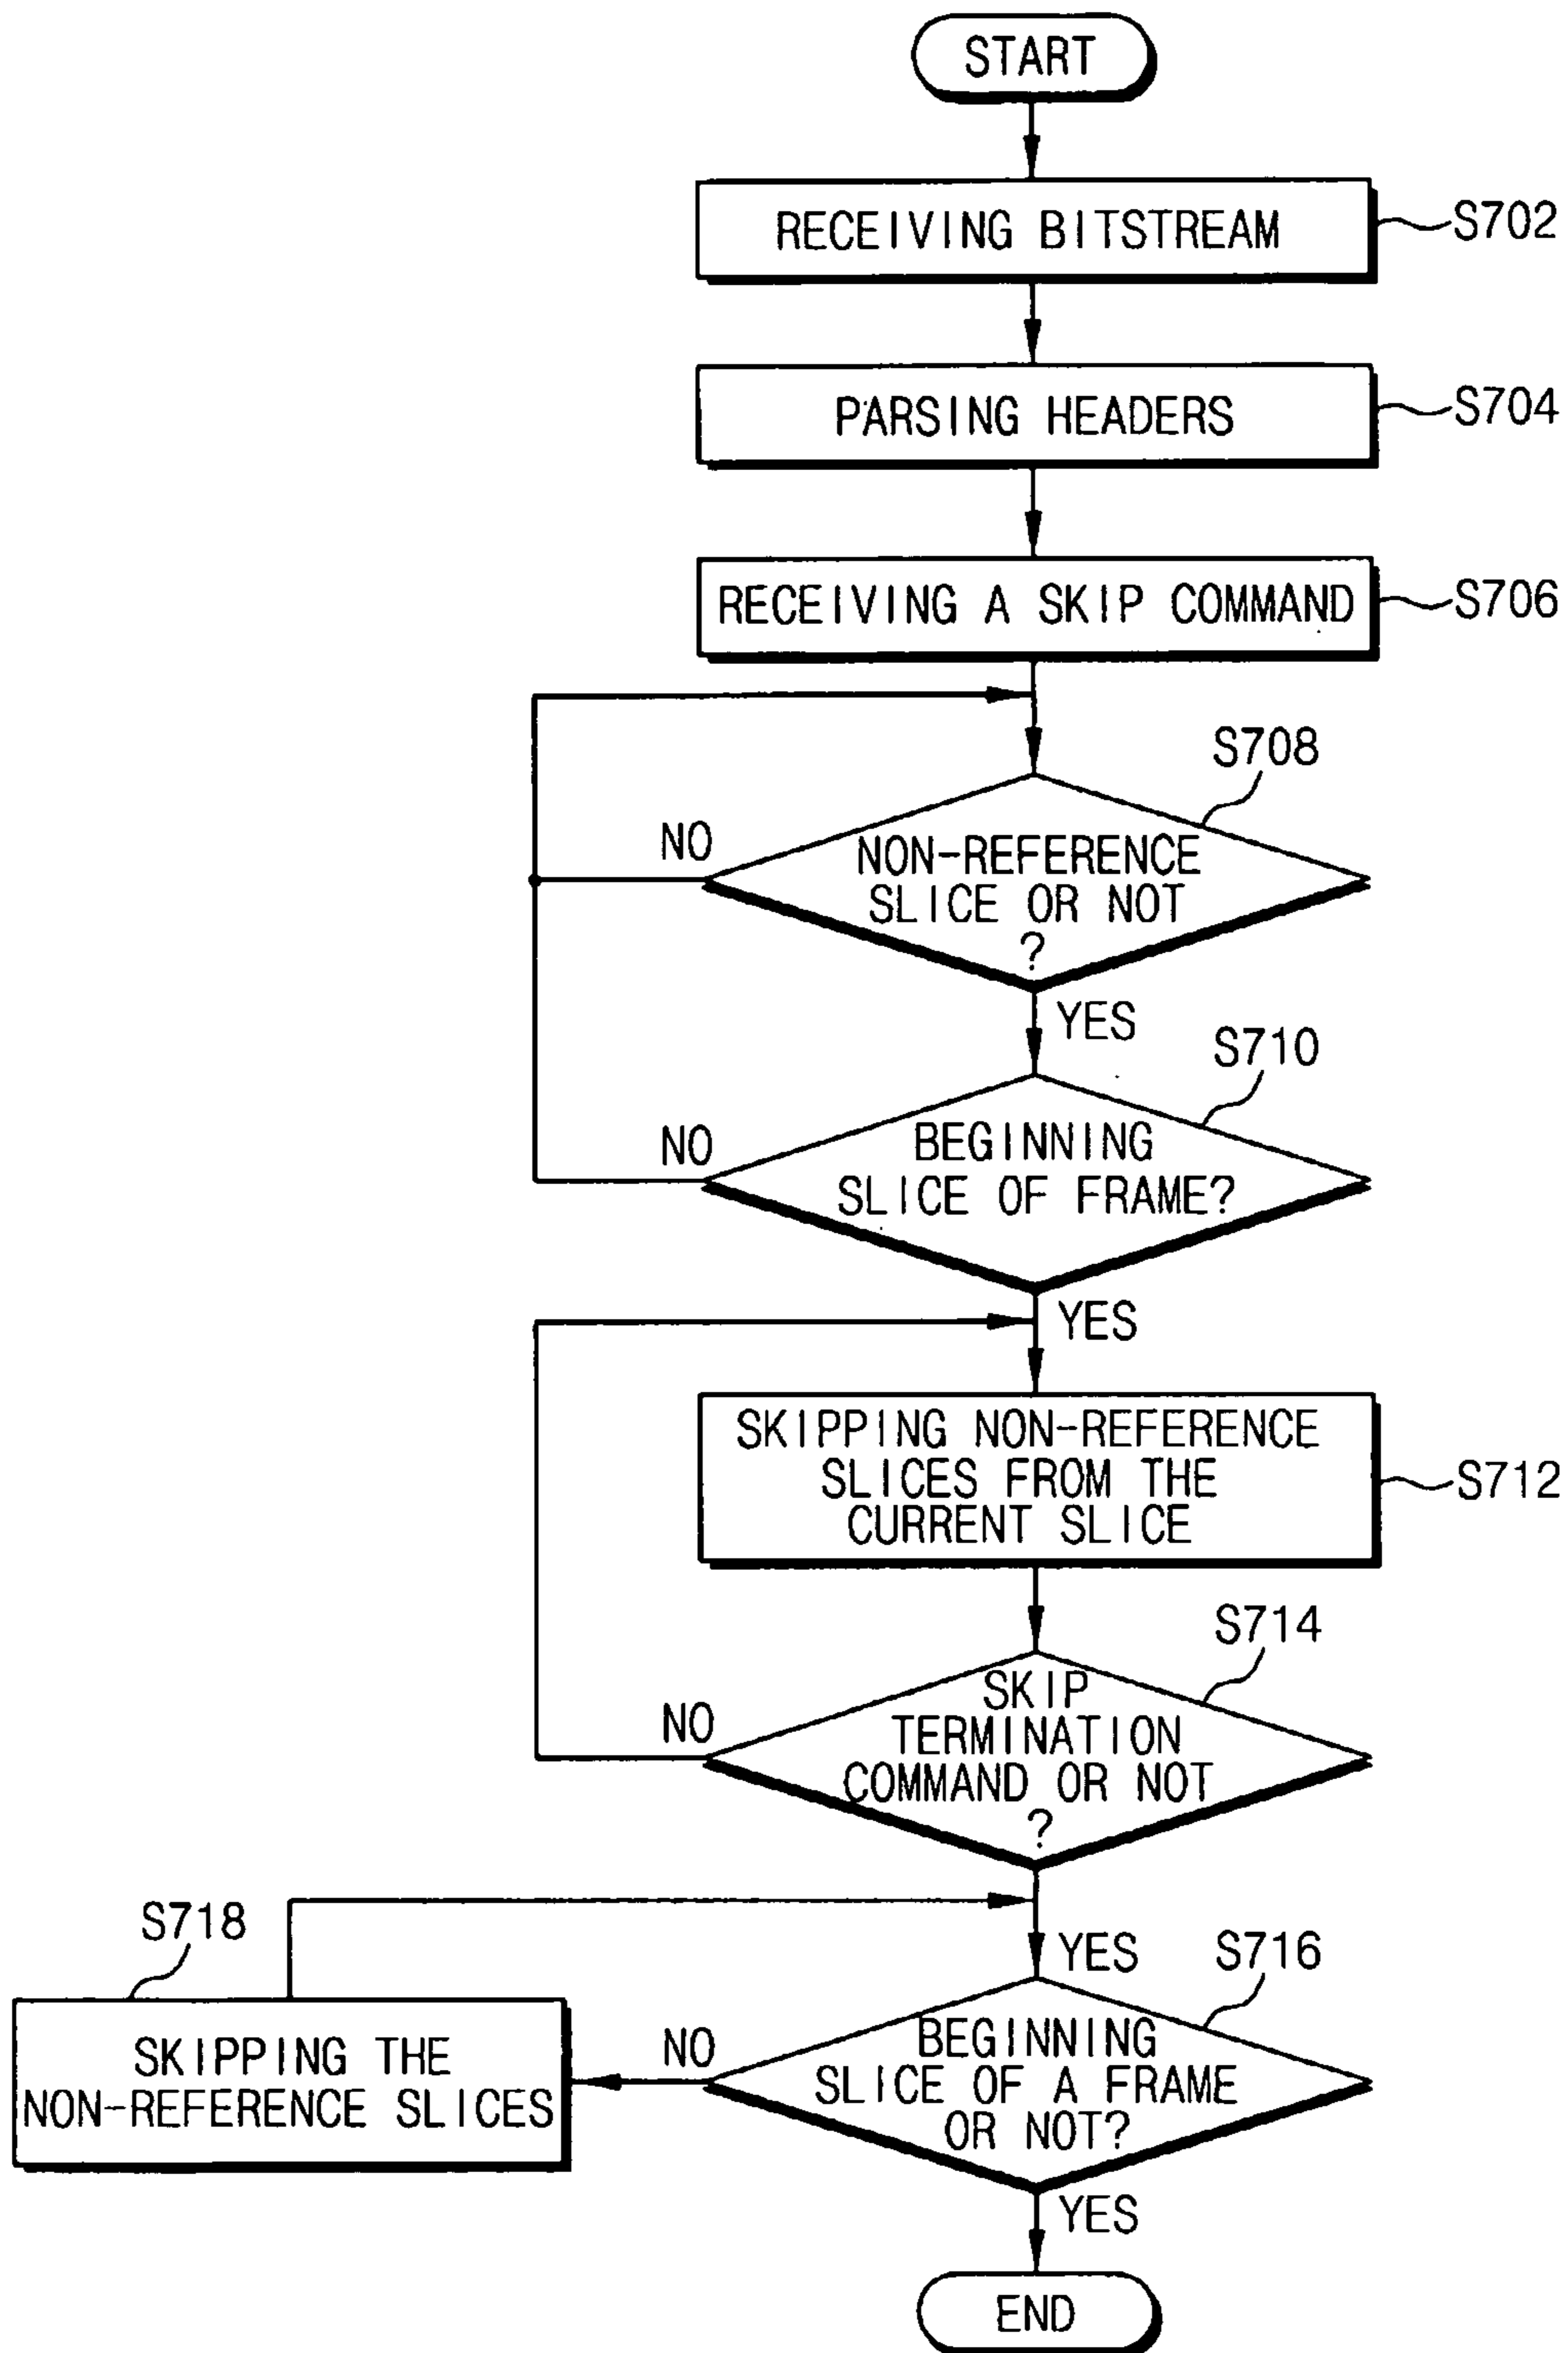 START
RECEIVING BITSTREAM
S702
PARSING HEADERS
S704
RECEIVING A SKIP COMMAND
S706
S708
NO
NON-REFERENCE
SLICE OR NOT
?
YES
S710
NO
BEGINNING
SLICE OF FRAME?
YES
SKIPPING NON-REFERENCE
SLICES FROM THE
CURRENT SLICE
S712
S714
NO
SKIP
TERMINATION
COMMAND OR NOT
?
S718
YES
S716
SKIPPING THE
NON-REFERENCE SLICES
NO
BEGINNING
SLICE OF A FRAME
OR NOT?
YES
END